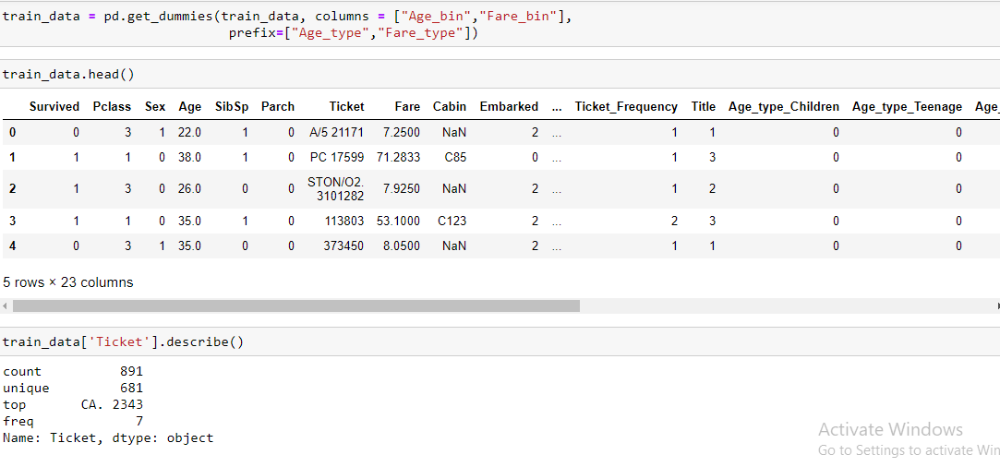 train_data = pd.get_dummies(train_data, columns = ["Age_bin","Fare_bin"],
prefix=["Age_type","Fare_type"])
train_data.head()
Survived Pclass Sex Age SibSp Parch Ticket Fare Cabin Embarked ... Ticket_Frequency Title Age_type_Children Age_type_Teenage Age_
0 0 3 1 22.0 1 0 A/5 21171 7.2500 NaN 2 ... 1 1 0 0
1 1 1 0 38.0 1 0 PC 17599 71.2833 C85 0 ... 1 3 0 0
2 1 3 0 26.0 0 0 STON/O2. 7.9250 NaN 2 ... 1 2 0 0
3101282
3 1 1 0 35.0 1 0 113803 53.1000 C123 2 ... 2 3 0 0
4 0 3 1 35.0 0 0 373450 8.0500 NaN 2 ... 1 1 0 0
5 rows × 23 columns
train_data['Ticket'].describe()
count 891
unique 681
top CA. 2343
freq 7
Name: Ticket, dtype: object
Activate Windows
Go to Settings to activate Win